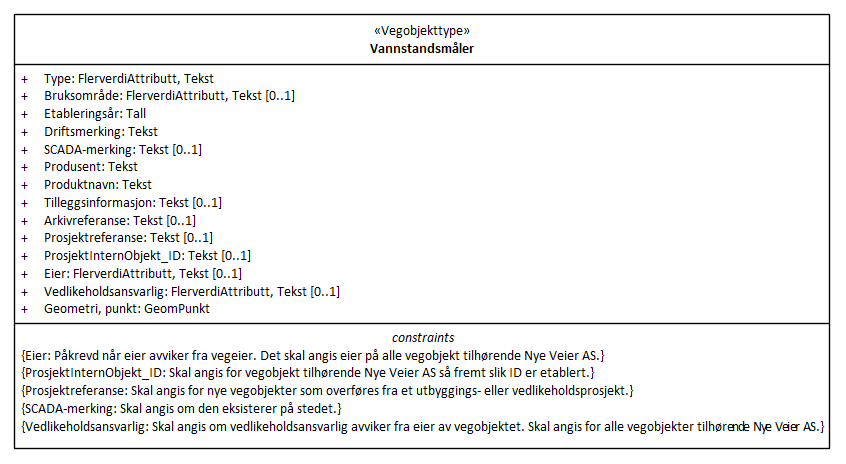 «Vegobjekttype»
Vannstandsmåler
+ Type: FlerverdiAttributt, Tekst
+ Bruksområde: FlerverdiAttributt, Tekst [0..1]
+ Etableringsår: Tall
+ Driftsmerking: Tekst
+ SCADA-merking: Tekst [0..1]
+ Produsent: Tekst
+ Produktnavn: Tekst
+ Tilleggsinformasjon: Tekst [0..1]
+ Arkivreferanse: Tekst [0..1]
+ Prosjektreferanse: Tekst [0..1]
+ ProsjektInternObjekt_ID: Tekst [0..1]
+ Eier: FlerverdiAttributt, Tekst [0..1]
+ Vedlikeholdsansvarlig: FlerverdiAttributt, Tekst [0..1]
+ Geometri, punkt: GeomPunkt
constraints
{Eier: Påkrevd når eier avviker fra vegeier. Det skal angis eier på alle vegobjekt tilhørende Nye Veier AS.}
{ProsjektInternObjekt_ID: Skal angis for vegobjekt tilhørende Nye Veier AS så fremt slik ID er etablert.}
{Prosjektreferanse: Skal angis for nye vegobjekter som overføres fra et utbyggings- eller vedlikeholdsprosjekt.}
{SCADA-merking: Skal angis om den eksisterer på stedet.}
{Vedlikeholdsansvarlig: Skal angis om vedlikeholdsansvarlig avviker fra eier av vegobjektet. Skal angis for alle vegobjekter tilhørende Nye Veier AS.}